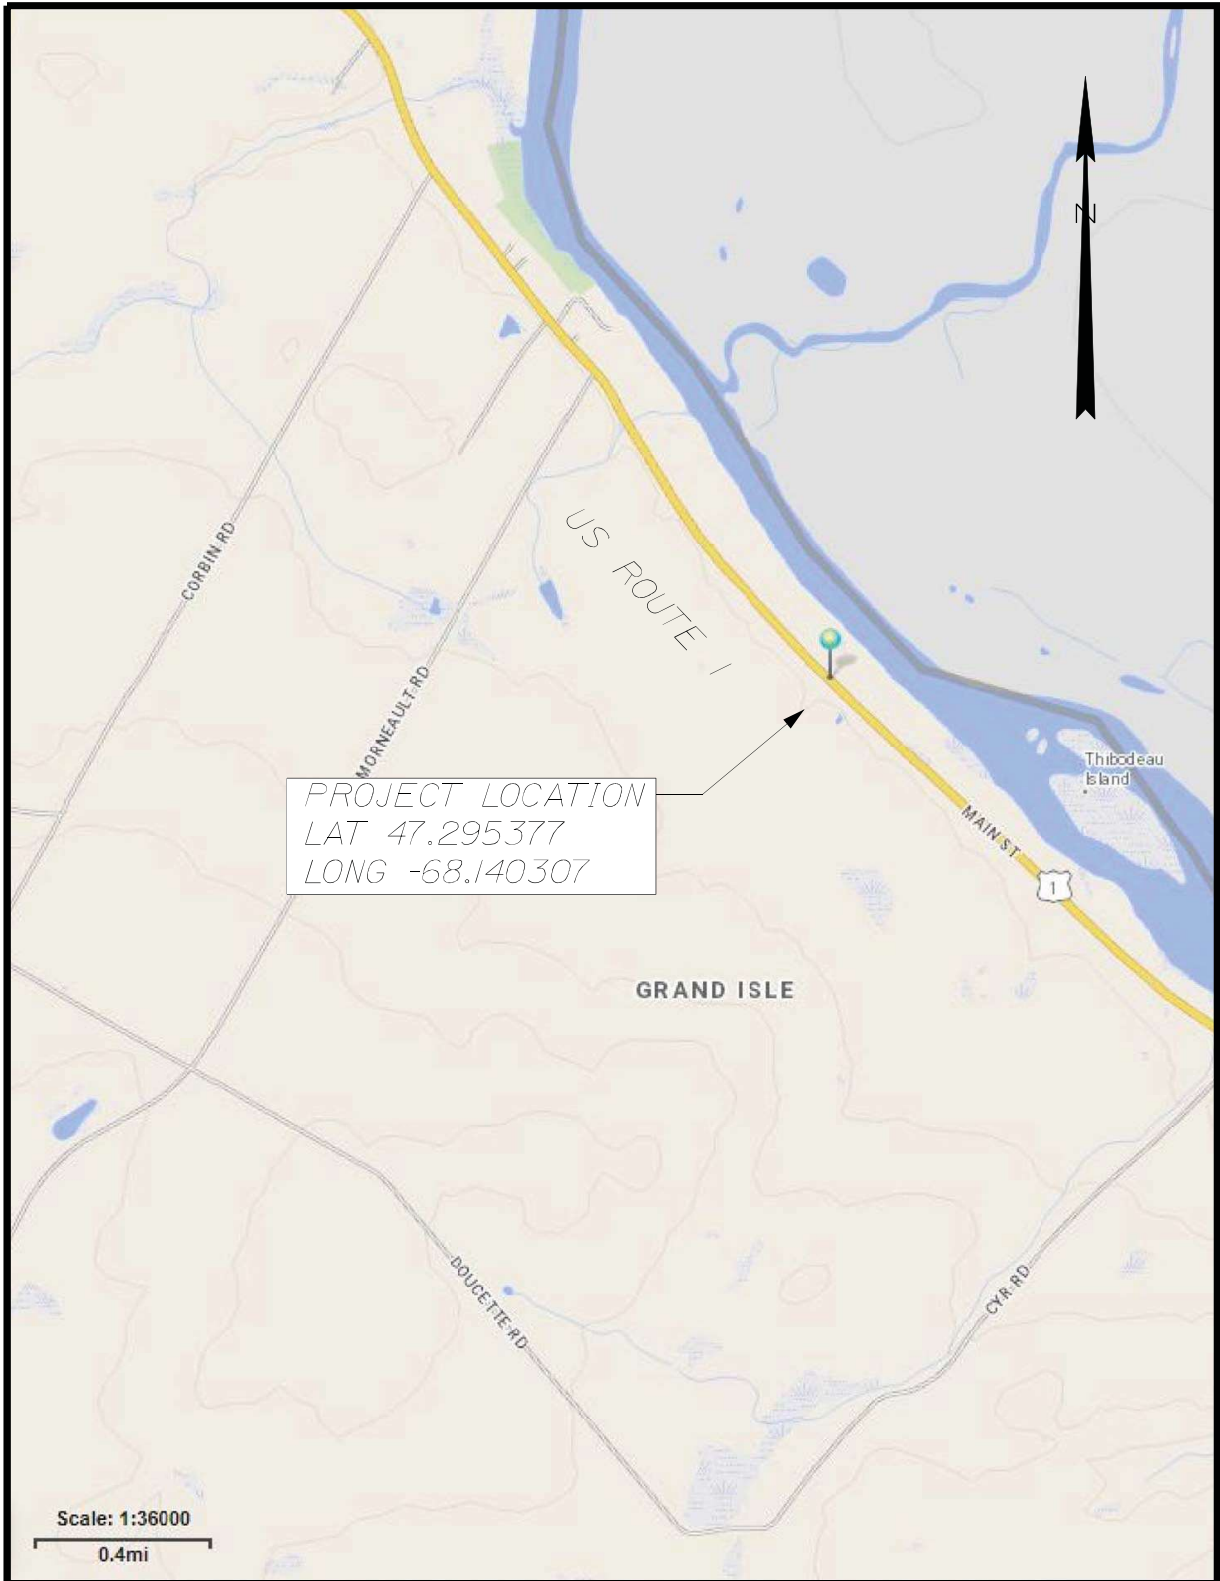 N
CORBIN RD
US ROUTE 1
MORNEAULT RD
Thibodeau
Island
PROJECT LOCATION
LAT 47.295377
LONG -68.140307
MAIN ST
1
GRAND ISLE
DOUCETTE RD
CYR RD
Scale: 1:36000
0.4mi